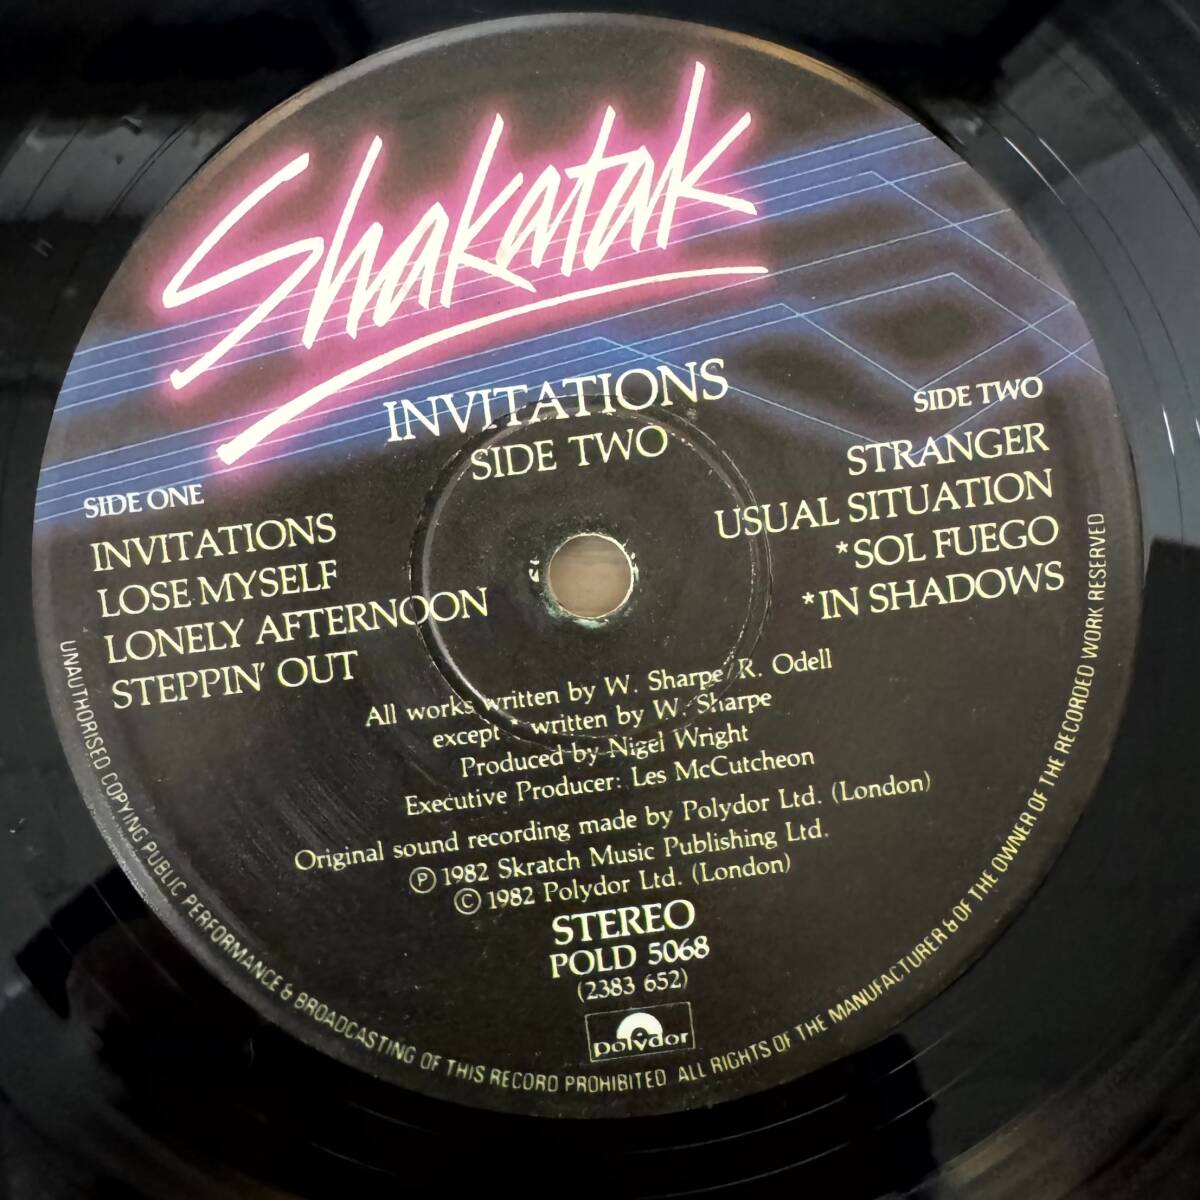 Shakatak
INVITATIONS
SIDE TWO
SIDE ONE
INVITATIONS
LOSE MYSELF
LONELY AFTERNOON
STEPPIN' OUT
SIDE TWO
STRANGER
USUAL SITUATION
*SOL FUEGO
*IN SHADOWS
All works written by W. Sharpe/R. Odell
except * written by W. Sharpe
Produced by Nigel Wright
Executive Producer: Les McCutcheon
Original sound recording made by Polydor Ltd. (London)
Ⓟ 1982 Skratch Music Publishing Ltd.
© 1982 Polydor Ltd. (London)
STEREO
POLD 5068
(2383 652)
polydor
UNAUTHORISED COPYING PUBLIC PERFORMANCE & BROADCASTING OF THIS RECORD PROHIBITED ALL RIGHTS OF THE MANUFACTURER & OF THE OWNER OF THE RECORDED WORK RESERVED